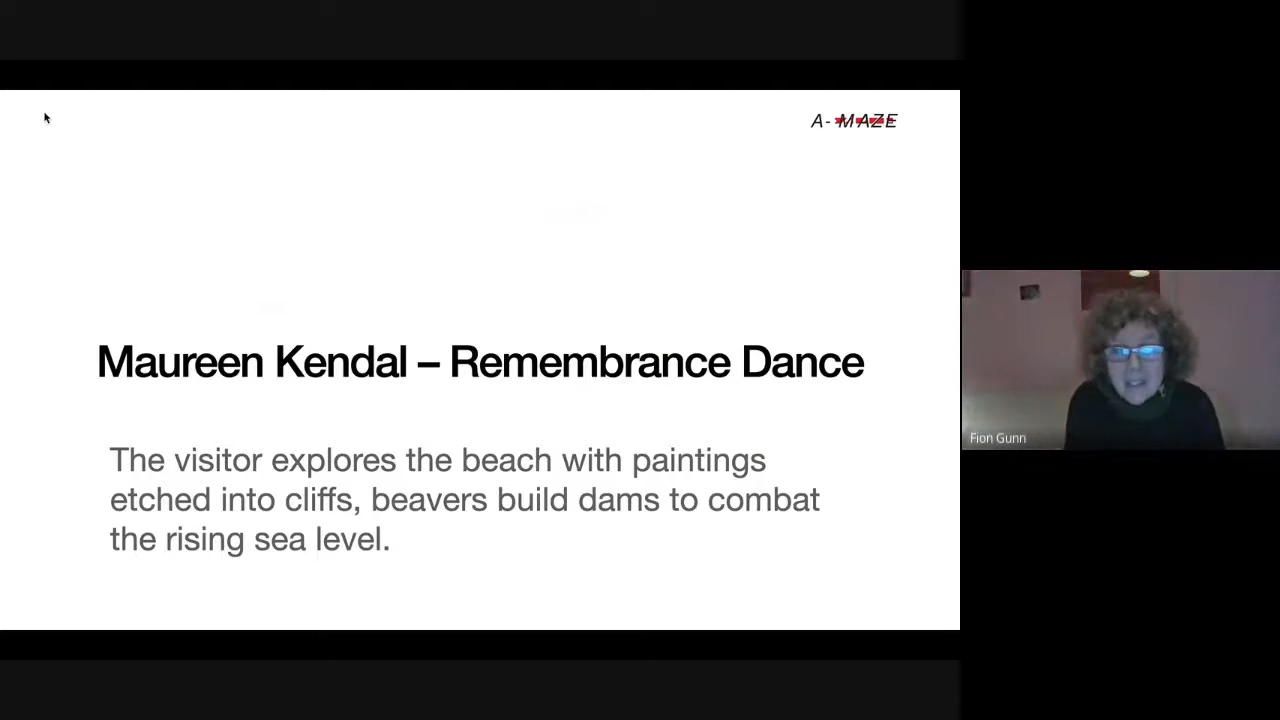 A- MAZE
Maureen Kendal – Remembrance Dance
The visitor explores the beach with paintings
etched into cliffs, beavers build dams to combat
the rising sea level.
Fion Gunn